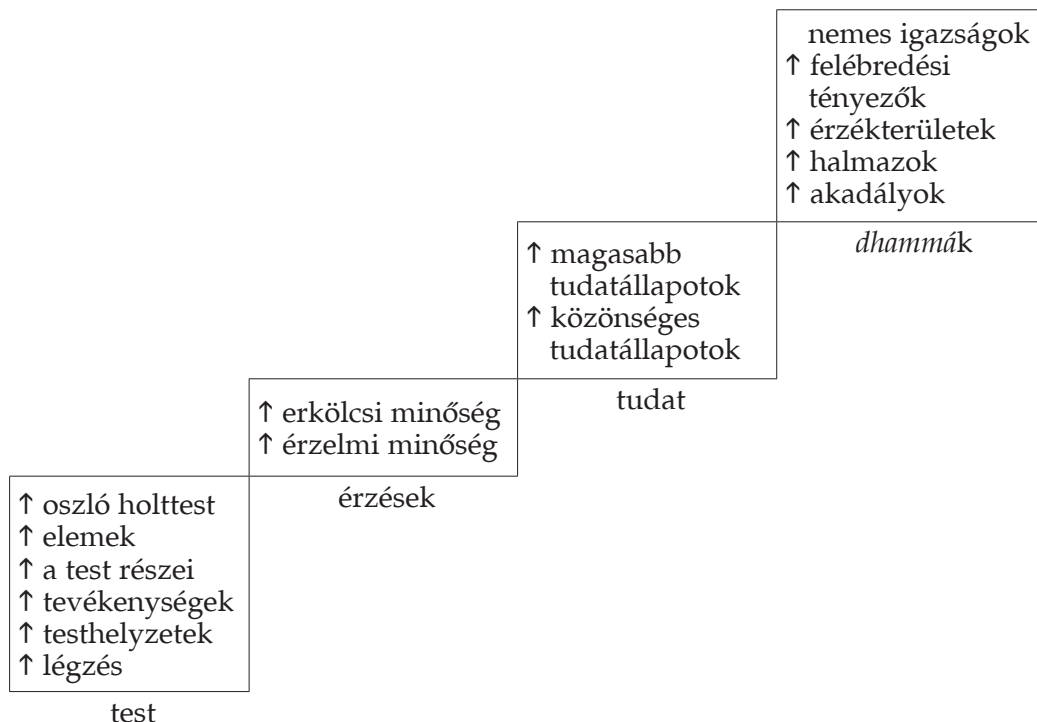 nemes igazságok
↑ felébredési
tényezők
↑ érzékterületek
↑ halmazok
↑ akadályok
dhammák
↑ magasabb
tudatállapotok
↑ közönséges
tudatállapotok
tudat
↑ erkölcsi minőség
↑ érzelmi minőség
érzések
↑ oszló holttest
↑ elemek
↑ a test részei
↑ tevékenységek
↑ testhelyzetek
↑ légzés
test